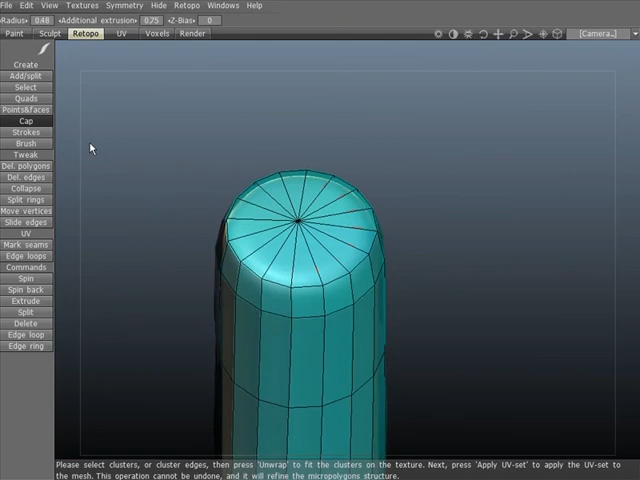 File Edit View Textures Symmetry Hide Retopo Windows Help
Radius 0.48 Additional extrusion 0.75 Z-Bias 0
Paint Sculpt Retopo UV Voxels Render [Camera_]
Create
Add/split
Select
Quads
Points&faces
Cap
Strokes
Brush
Tweak
Del. polygons
Del. edges
Collapse
Split rings
Move vertices
Slide edges
UV
Mark seams
Edge loops
Commands
Spin
Spin back
Extrude
Split
Delete
Edge loop
Edge ring
Please select clusters, or cluster edges, then press 'Unwrap' to fit the clusters on the texture. Next, press 'Apply UV-set' to apply the UV-set to
the mesh. This operation cannot be undone, and it will refine the micropolygons structure.